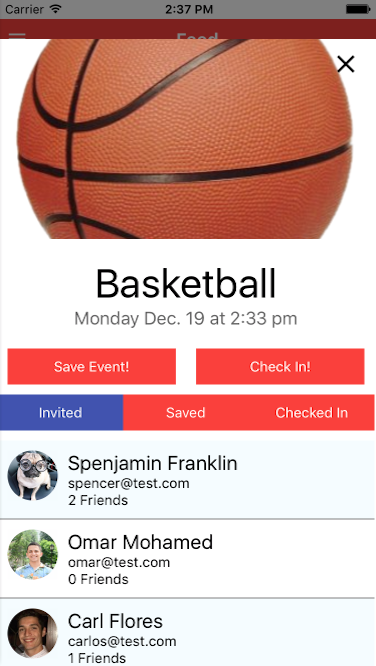 Carrier 2:37 PM
Feed
Basketball
Monday Dec. 19 at 2:33 pm
Save Event! Check In!
Invited Saved Checked In
Spenjamin Franklin
spencer@test.com
2 Friends
Omar Mohamed
omar@test.com
0 Friends
Carl Flores
carlos@test.com
1 Friends